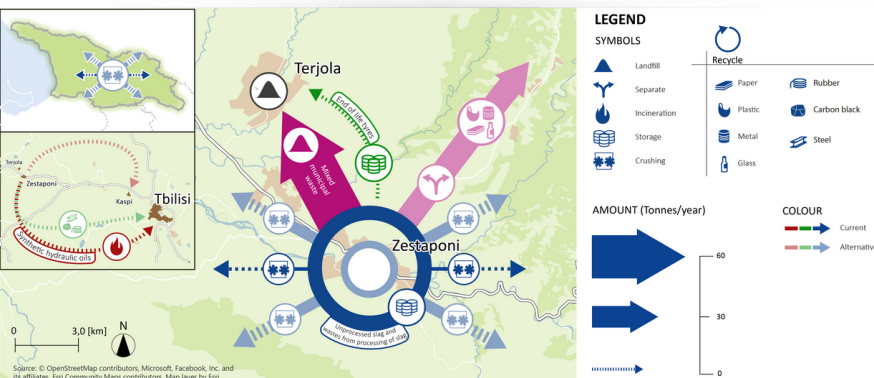 LEGEND
SYMBOLS
Landfill
Separate
Incineration
Storage
Crushing
Recycle
Paper
Plastic
Metal
Glass
Rubber
Carbon black
Steel
AMOUNT (Tonnes/year)
60
30
0
COLOUR
Current
Alternative
Terjola
End of life tyres
Mixed
municipal
waste
Zestaponi
Unprocessed slag and
wastes from processing of slag
Terjola
Zestaponi
Kaspi
Tbilisi
Synthetic hydraulic oils
0 3,0 [km]
N
Source: © OpenStreetMap contributors, Microsoft, Facebook, Inc. and
its affiliates, Esri Community Maps contributors, Map layer by Esri